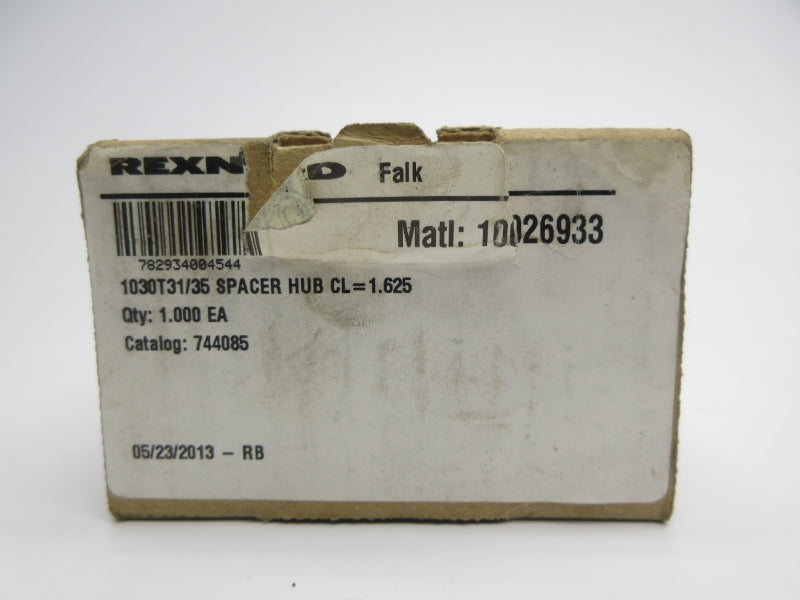 REXN D Falk
Matl: 10026933
782934004544
1030T31/35 SPACER HUB CL=1.625
Qty: 1.000 EA
Catalog: 744085
05/23/2013 – RB